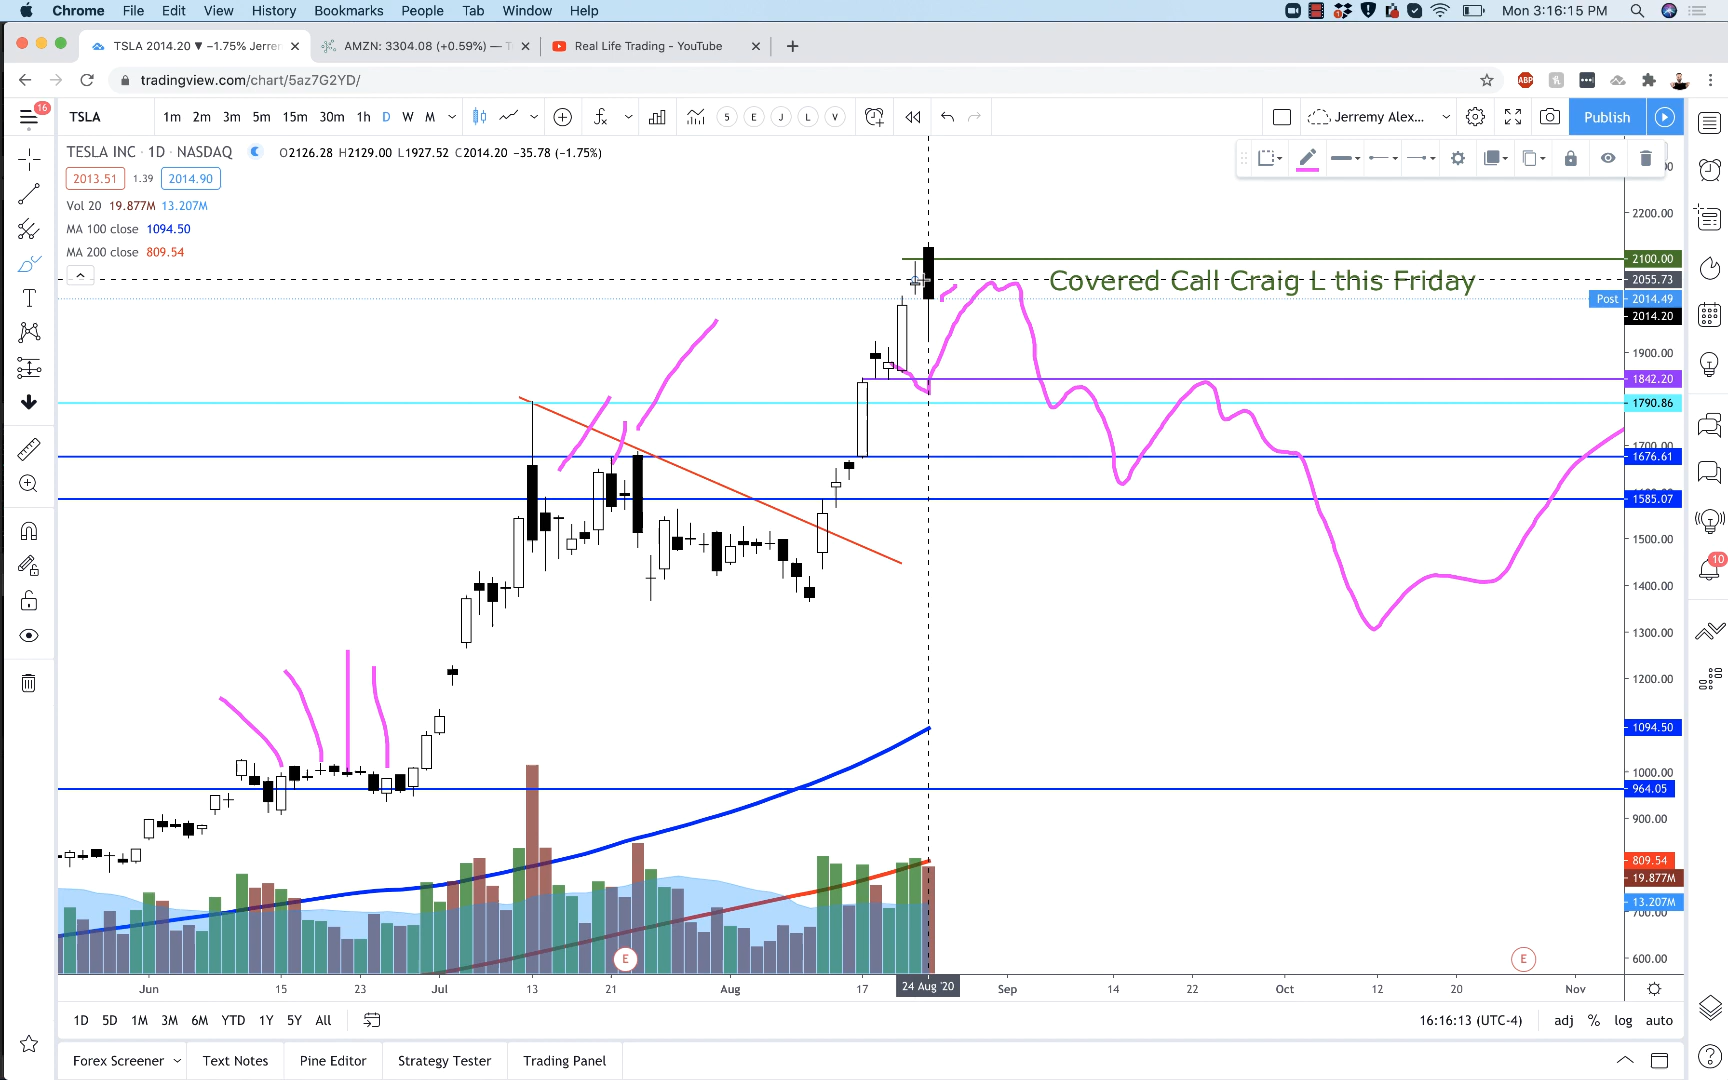 Chrome File Edit View History Bookmarks People Tab Window Help Mon 3:16:15 PM
TSLA 2014.20 ▼ −1.75% Jerrer AMZN: 3304.08 (+0.59%) — T Real Life Trading - YouTube
tradingview.com/chart/5az7G2YD/ ABP
16
TSLA 1m 2m 3m 5m 15m 30m 1h D W M S E J L V Jerremy Alex... Publish
TESLA INC · 1D · NASDAQ O2126.28 H2129.00 L1927.52 C2014.20 −35.78 (−1.75%)
2013.51 1.39 2014.90
Vol 20 19.877M 13.207M
MA 100 close 1094.50
MA 200 close 809.54
Covered Call Craig L this Friday
2200.00
2100.00
2055.73
Post 2014.49
2014.20
1900.00
1842.20
1790.86
1700.00
1676.61
1585.07
1500.00
1400.00
1300.00
1200.00
1094.50
1000.00
964.05
900.00
809.54
19.877M
13.207M
700.00
600.00
10
E E
Jun 15 23 Jul 13 21 Aug 17 24 Aug '20 Sep 14 22 Oct 12 20 Nov
1D 5D 1M 3M 6M YTD 1Y 5Y All 16:16:13 (UTC-4) adj % log auto
Forex Screener Text Notes Pine Editor Strategy Tester Trading Panel